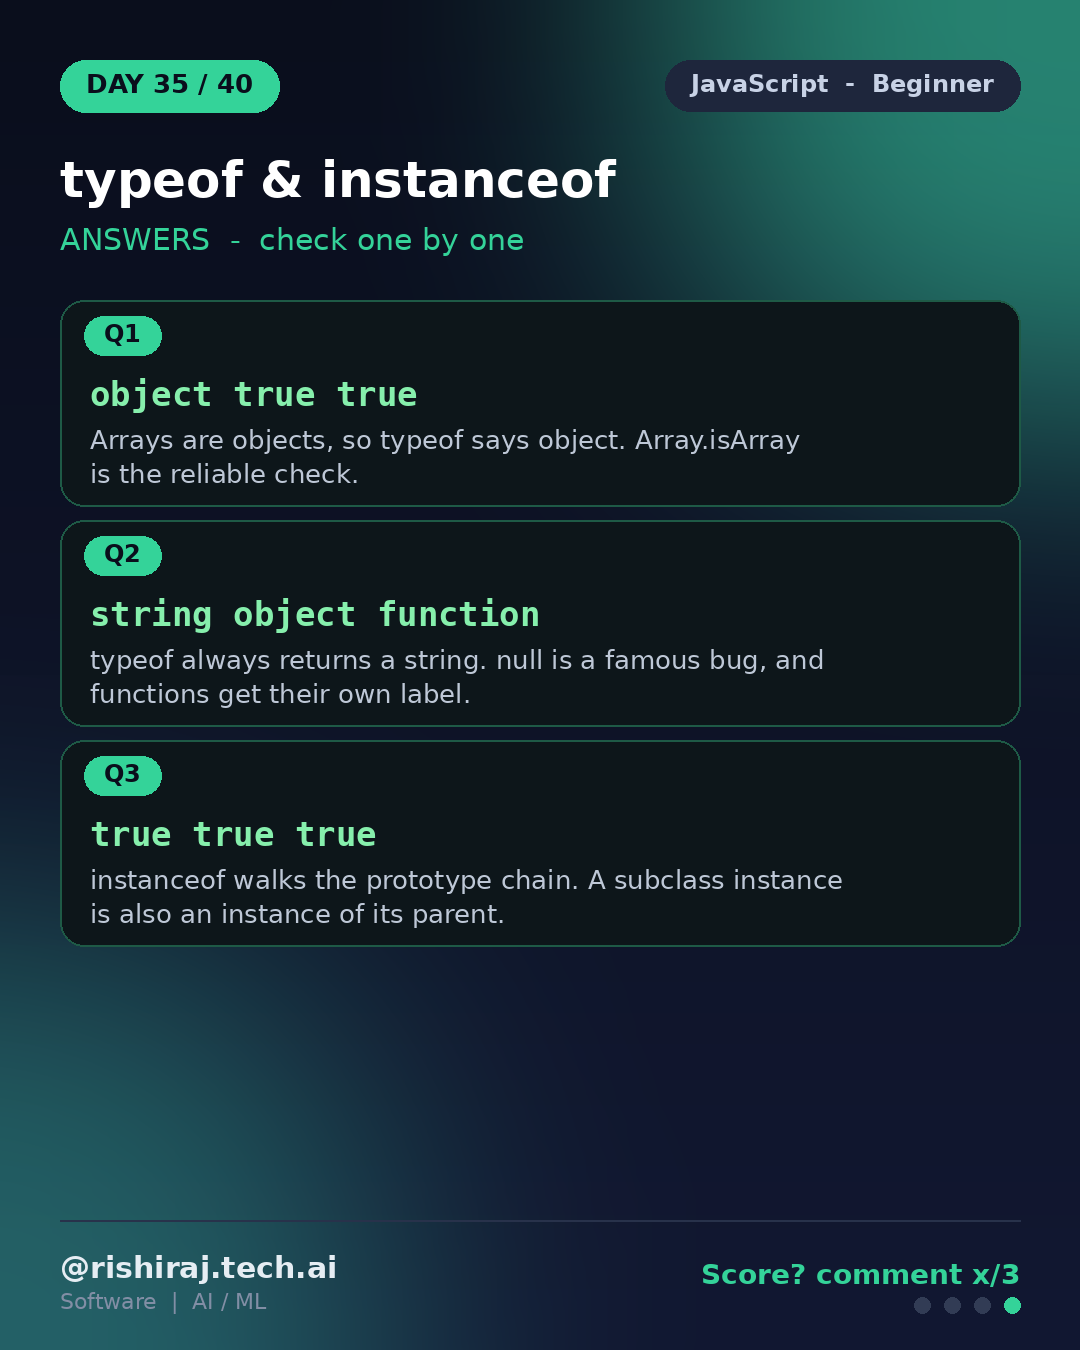 DAY 35 / 40
JavaScript - Beginner
typeof & instanceof
ANSWERS - check one by one
Q1
object true true
Arrays are objects, so typeof says object. Array.isArray
is the reliable check.
Q2
string object function
typeof always returns a string. null is a famous bug, and
functions get their own label.
Q3
true true true
instanceof walks the prototype chain. A subclass instance
is also an instance of its parent.
@rishiraj.tech.ai
Software | AI / ML
Score? comment x/3